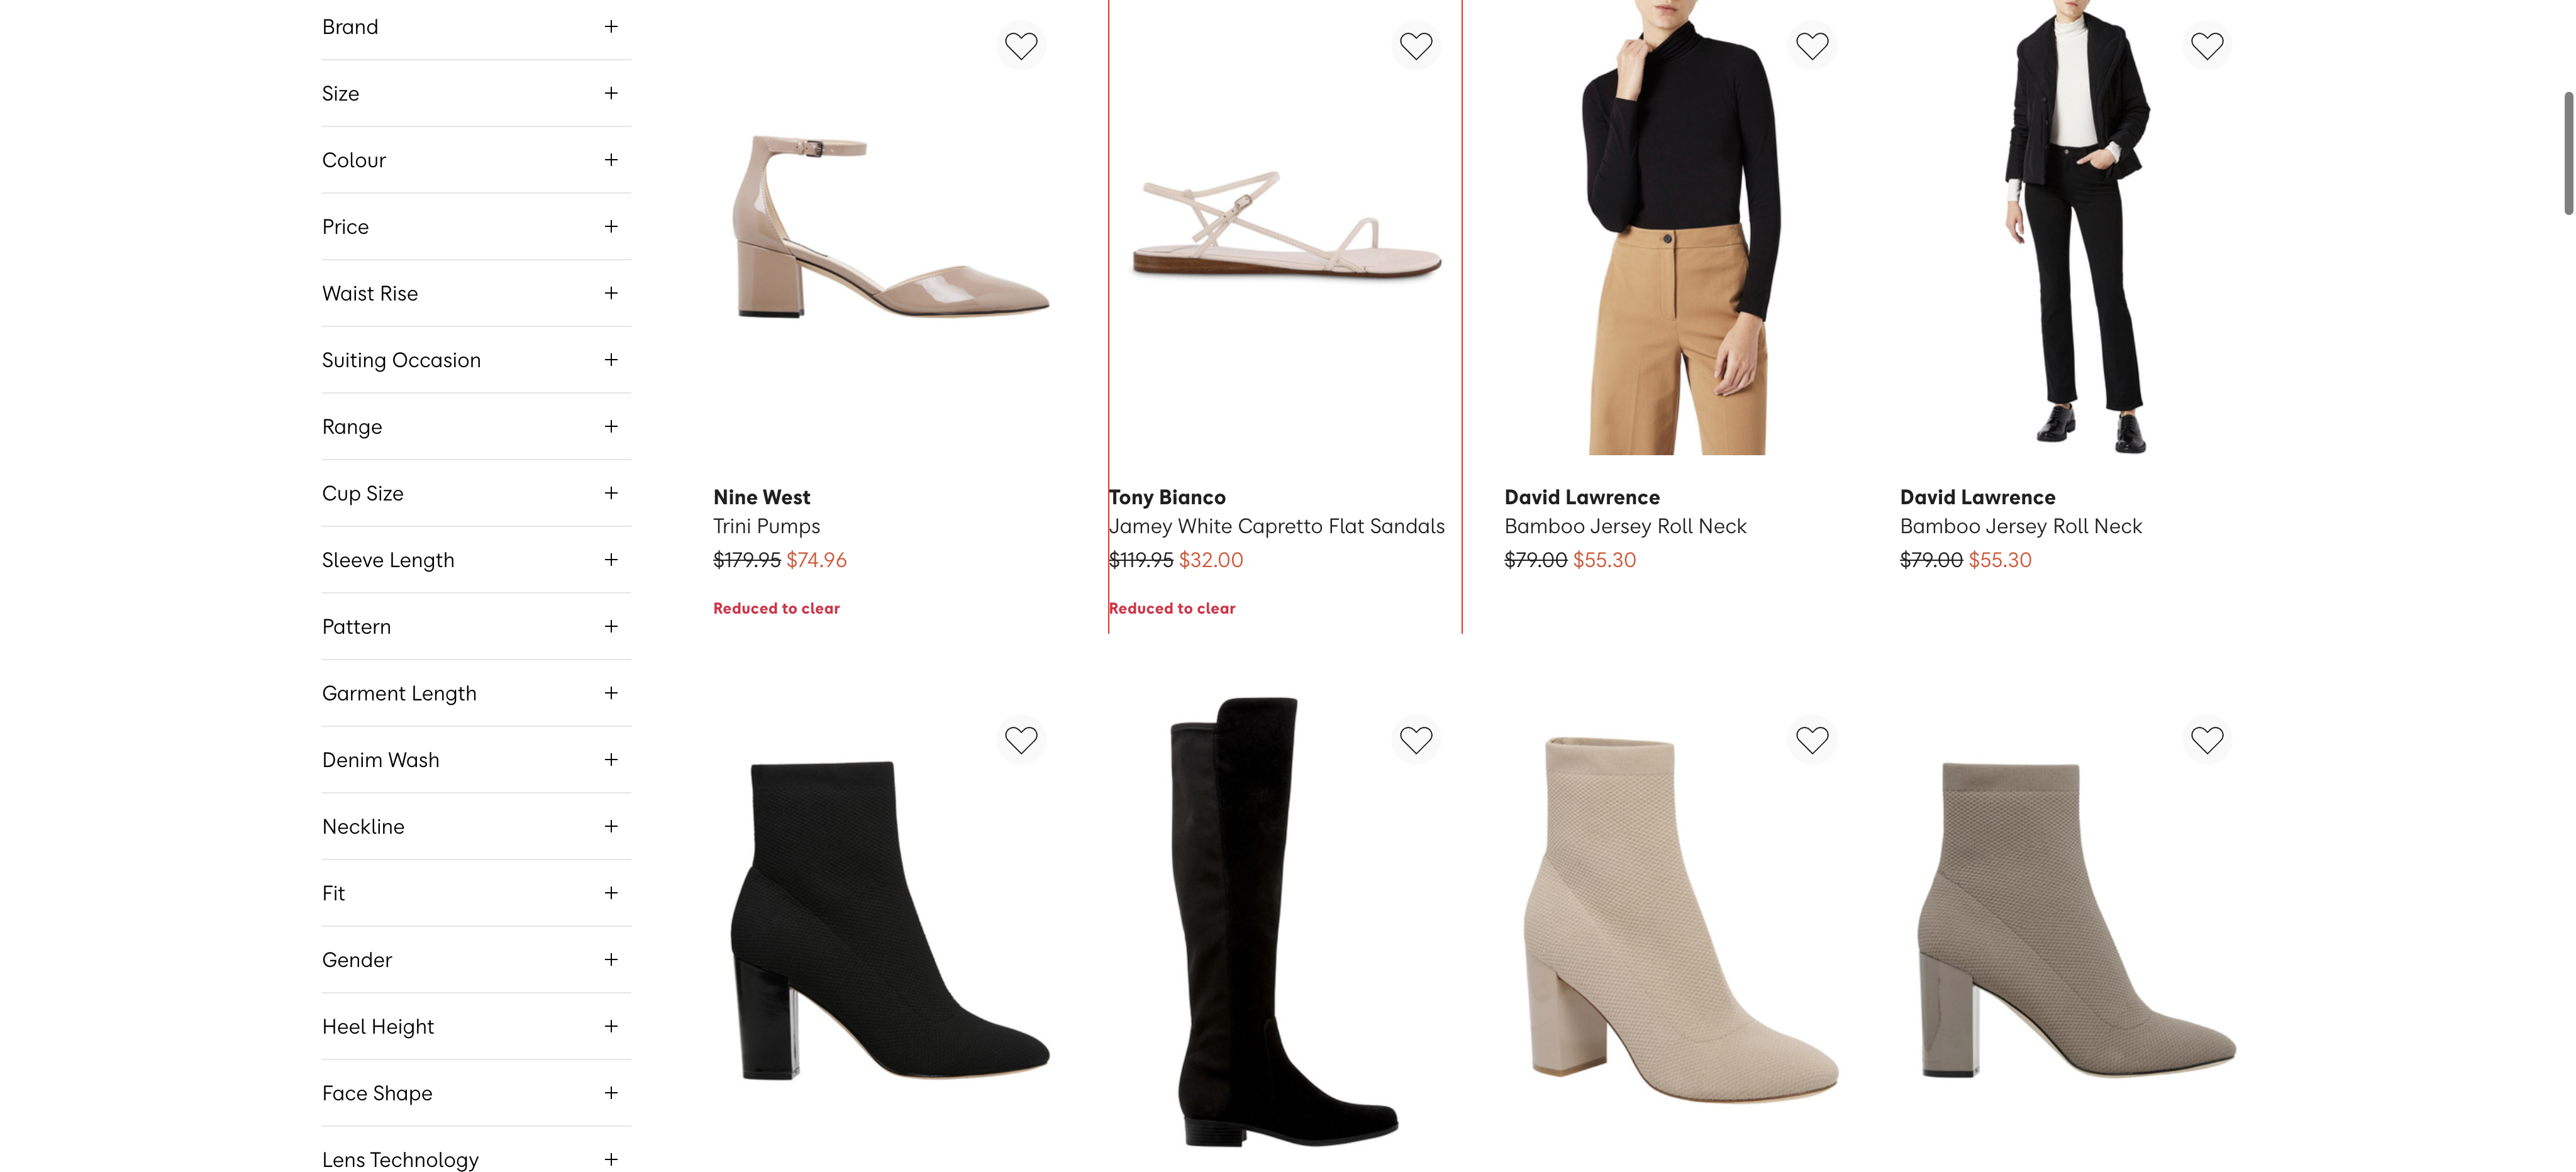 Brand
Size
Colour
Price
Waist Rise
Suiting Occasion
Range
Cup Size
Sleeve Length
Pattern
Garment Length
Denim Wash
Neckline
Fit
Gender
Heel Height
Face Shape
Lens Technology
Nine West
Trini Pumps
$179.95 $74.96
Reduced to clear
Tony Bianco
Jamey White Capretto Flat Sandals
$119.95 $32.00
Reduced to clear
David Lawrence
Bamboo Jersey Roll Neck
$79.00 $55.30
David Lawrence
Bamboo Jersey Roll Neck
$79.00 $55.30